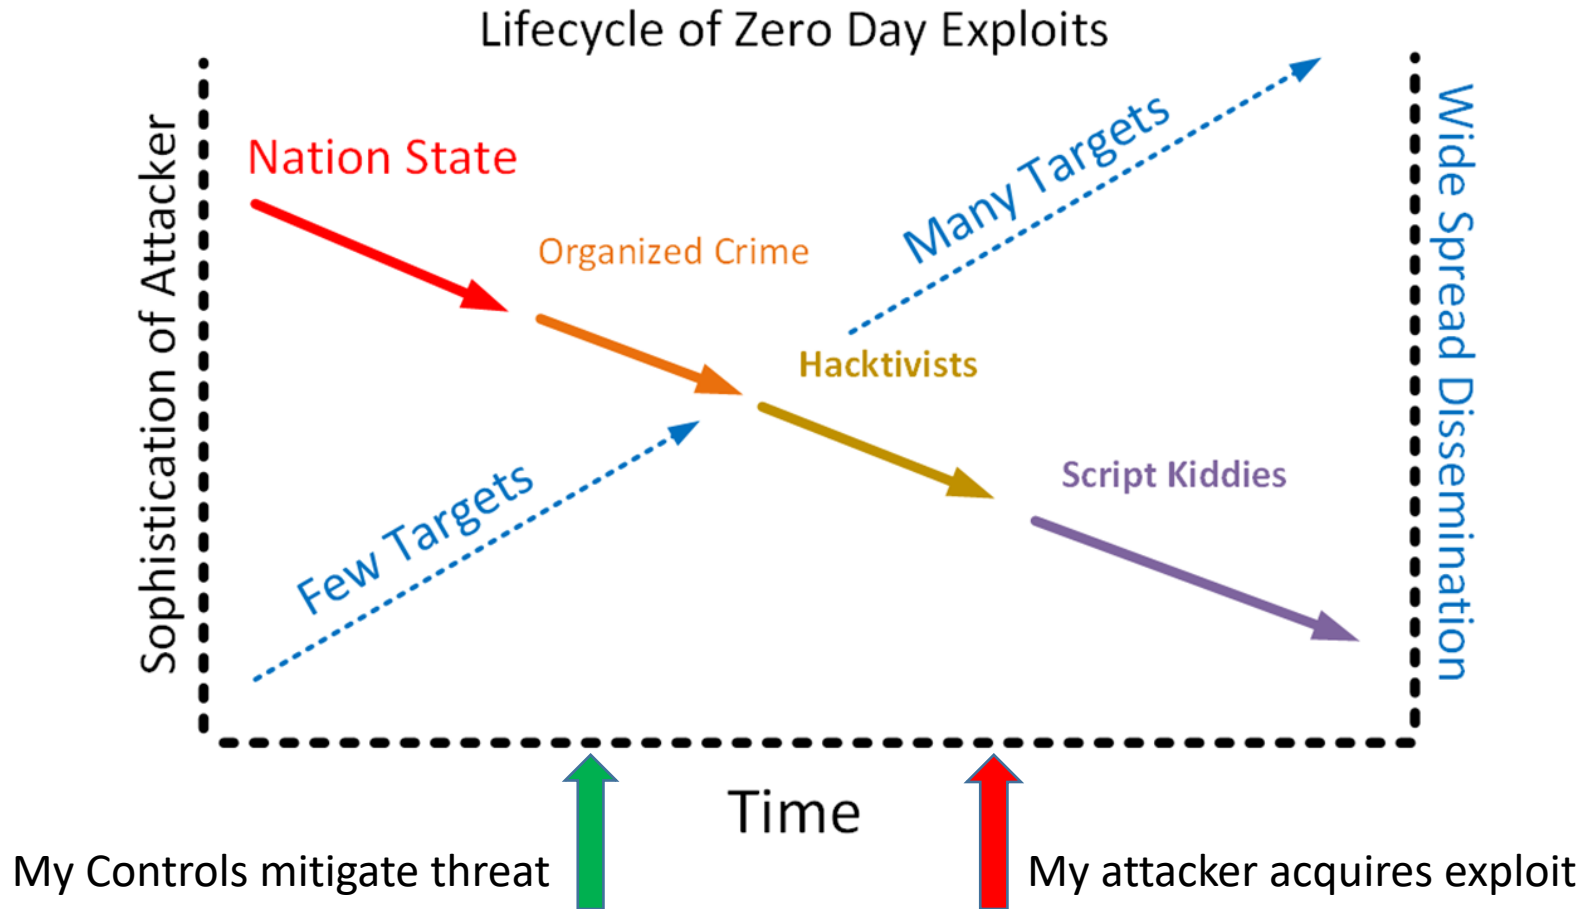 Lifecycle of Zero Day Exploits
Sophistication of Attacker
Nation State
Organized Crime
Hacktivists
Script Kiddies
Few Targets
Many Targets
Wide Spread Dissemination
Time
My Controls mitigate threat
My attacker acquires exploit